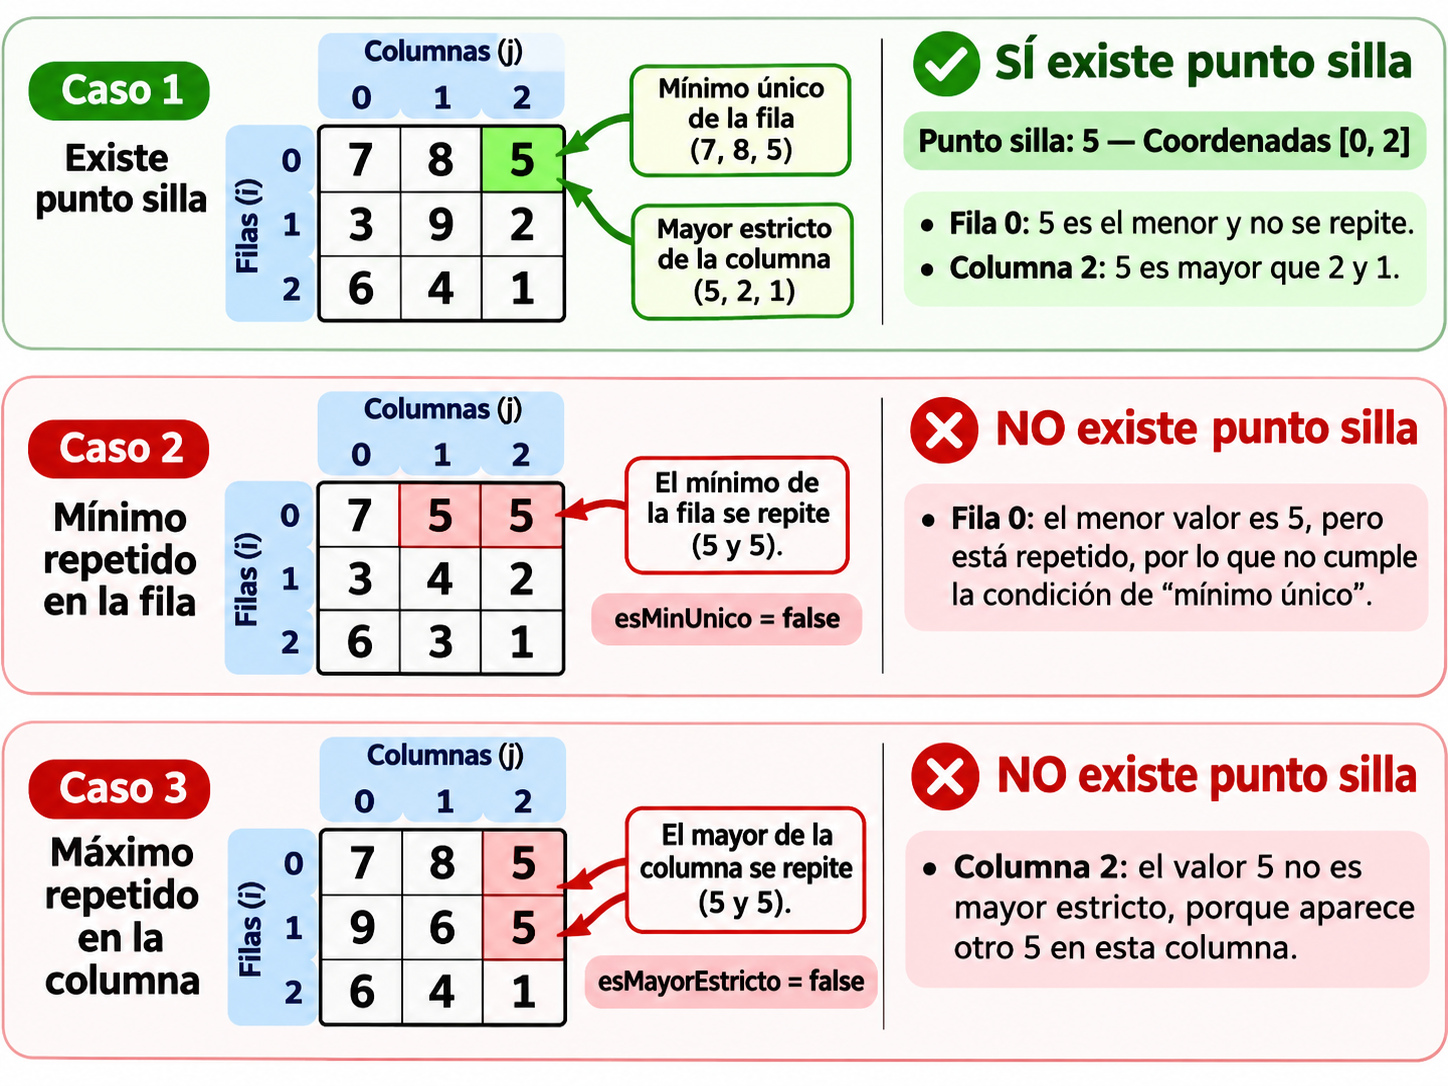 Caso 1
Existe
punto silla
Columnas (j)
0 1 2
Filas (i)
0 7 8 5
1 3 9 2
2 6 4 1
Mínimo único
de la fila
(7, 8, 5)
Mayor estricto
de la columna
(5, 2, 1)
SÍ existe punto silla
Punto silla: 5 — Coordenadas [0, 2]
• Fila 0: 5 es el menor y no se repite.
• Columna 2: 5 es mayor que 2 y 1.
Caso 2
Mínimo
repetido
en la fila
Columnas (j)
0 1 2
Filas (i)
0 7 5 5
1 3 4 2
2 6 3 1
El mínimo de
la fila se repite
(5 y 5).
esMinUnico = false
NO existe punto silla
• Fila 0: el menor valor es 5, pero
está repetido, por lo que no cumple
la condición de “mínimo único”.
Caso 3
Máximo
repetido
en la
columna
Columnas (j)
0 1 2
Filas (i)
0 7 8 5
1 9 6 5
2 6 4 1
El mayor de la
columna se repite
(5 y 5).
esMayorEstricto = false
NO existe punto silla
• Columna 2: el valor 5 no es
mayor estricto, porque aparece
otro 5 en esta columna.